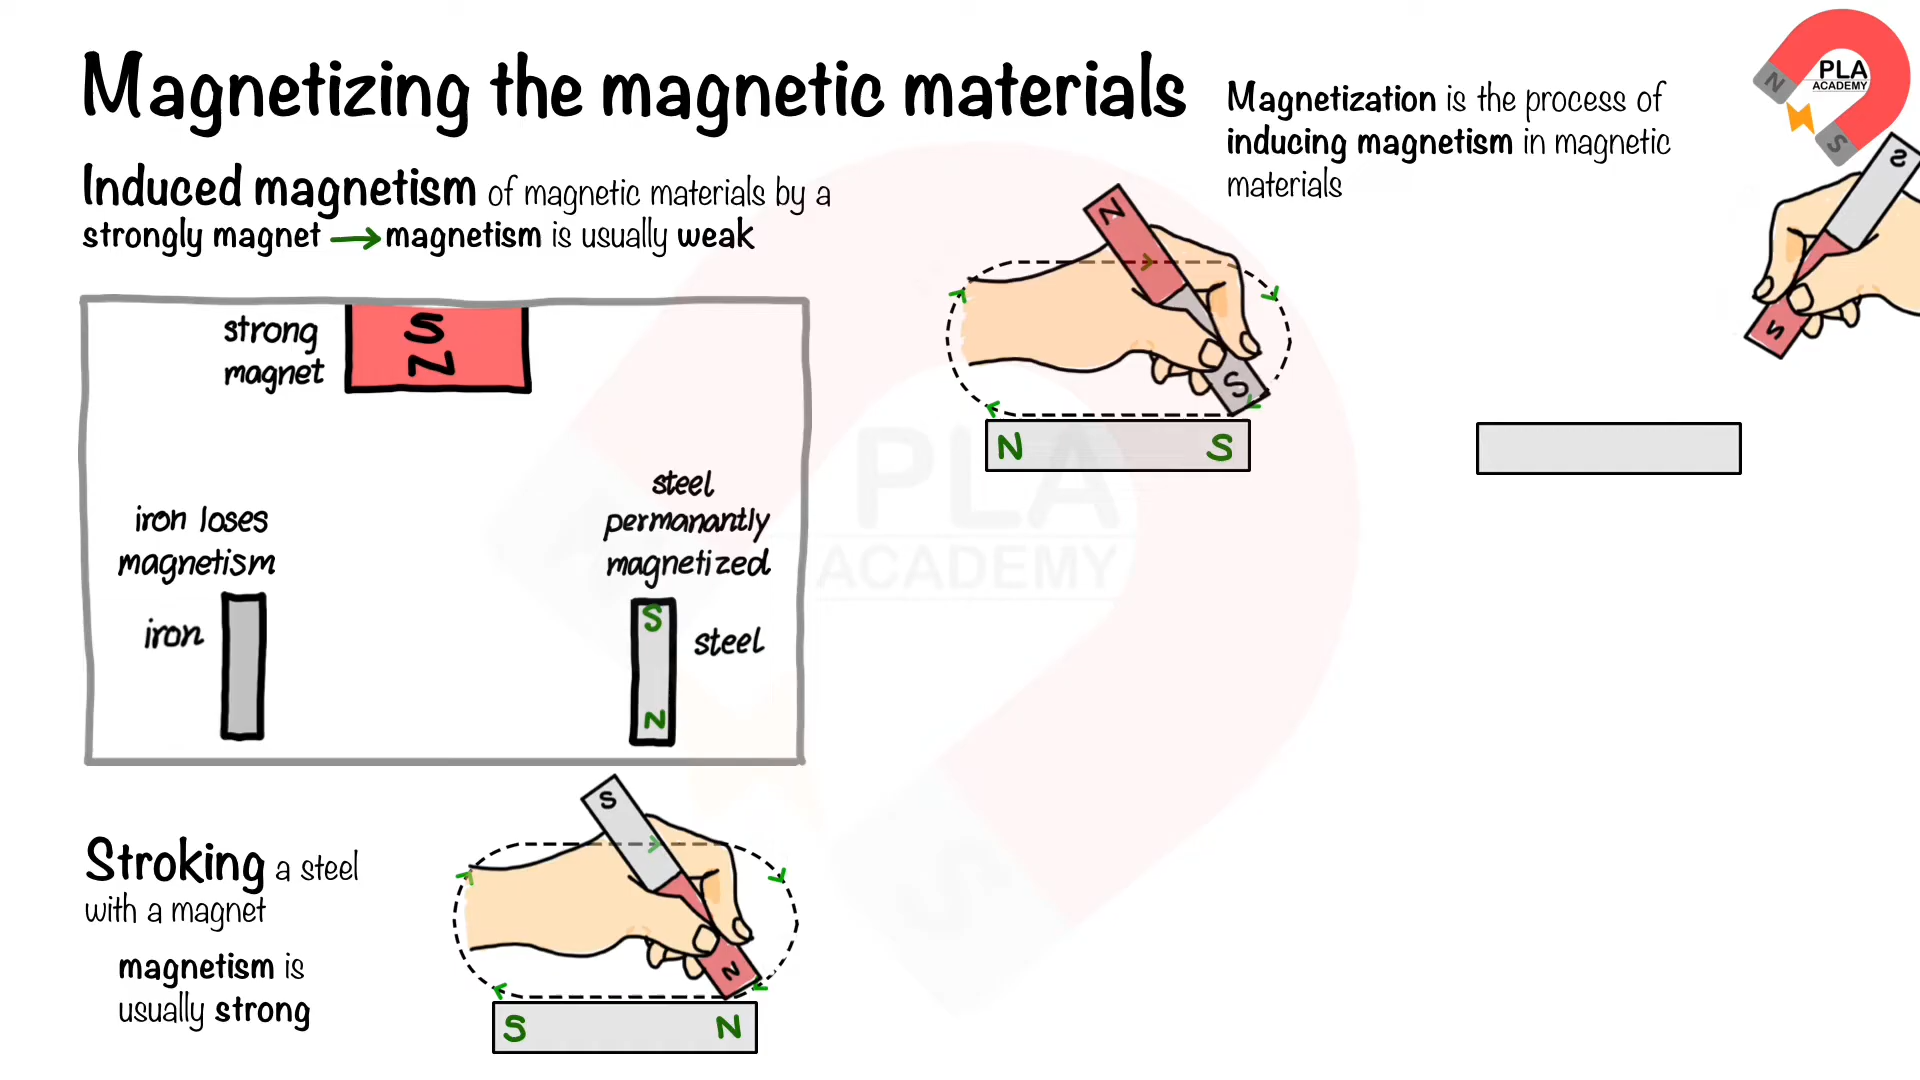 Magnetizing the magnetic materials
Magnetization is the process of
inducing magnetism in magnetic
materials
N
PLA
ACADEMY
S
Induced magnetism of magnetic materials by a
strongly magnet → magnetism is usually weak
strong
magnet
S
N
iron loses
magnetism
iron
steel
permanantly
magnetized
S
steel
N
N
S
N S
S
N
PLA
ACADEMY
Stroking a steel
with a magnet
magnetism is
usually strong
S
N
S N